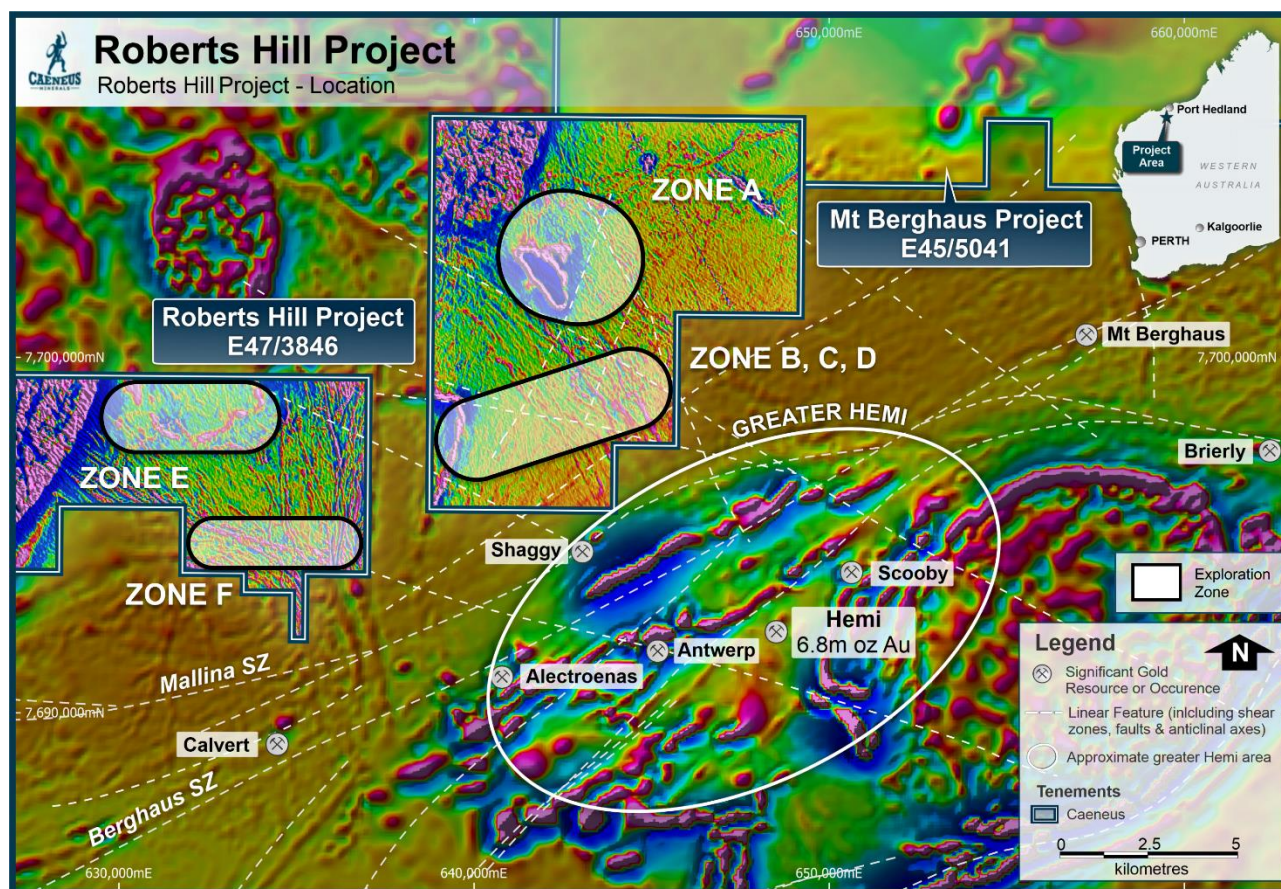 CAENEUS
MINERALS
Roberts Hill Project
Roberts Hill Project - Location
650,000mE
660,000mE
Port Hedland
Project
Area
WESTERN
AUSTRALIA
Kalgoorlie
PERTH
ZONE A
Mt Berghaus Project
E45/5041
Roberts Hill Project
E47/3846
Mt Berghaus
7,700,000mN
7,700,000mN
ZONE B, C, D
GREATER HEMI
Brierly
ZONE E
Shaggy
Scooby
Exploration
Zone
ZONE F
Hemi
6.8m oz Au
Antwerp
Mallina SZ
Alectroenas
7,690,000mN
Calvert
Berghaus SZ
Legend
N
Significant Gold
Resource or Occurence
Linear Feature (inlcluding shear
zones, faults & anticlinal axes)
Approximate greater Hemi area
Tenements
Caeneus
0 2.5 5
kilometres
630,000mE
640,000mE
650,000mE